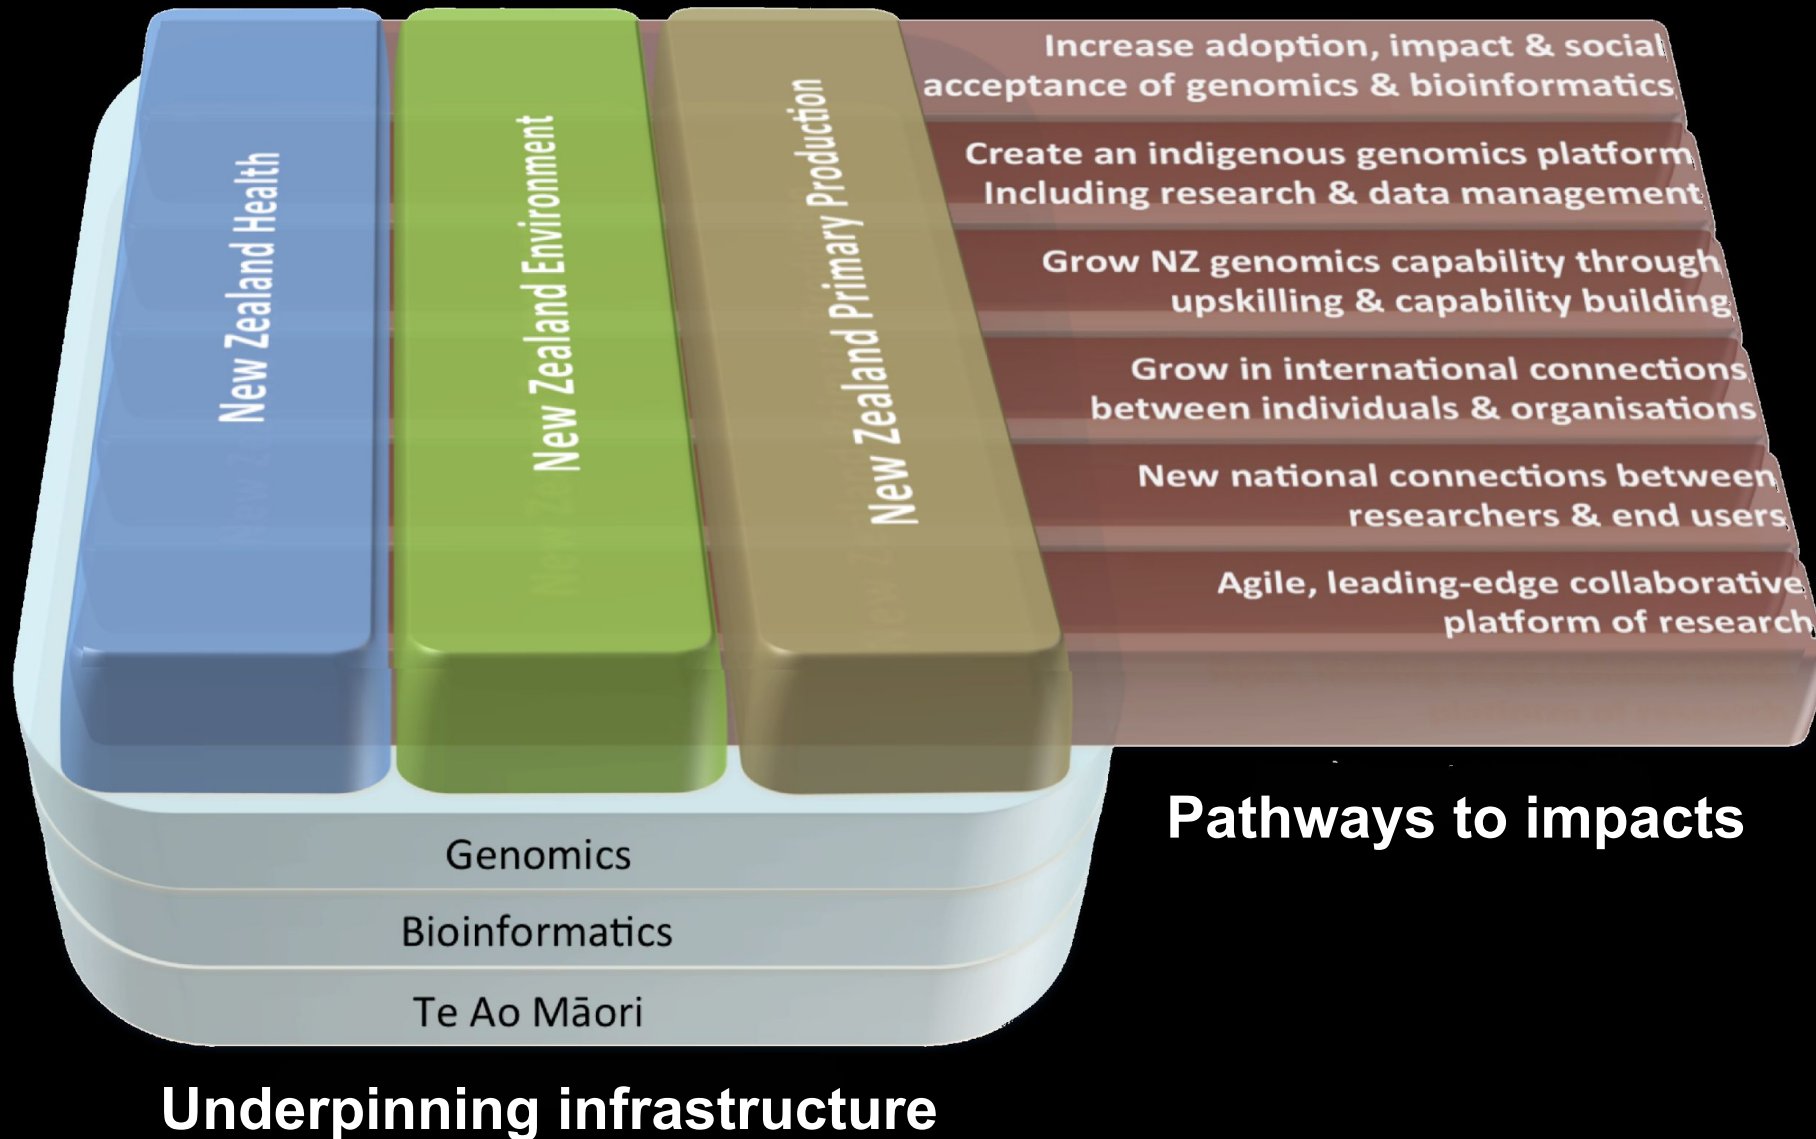 New Zealand Health
New Zealand Environment
New Zealand Primary Production
Increase adoption, impact & social
acceptance of genomics & bioinformatics
Create an indigenous genomics platform
Including research & data management
Grow NZ genomics capability through
upskilling & capability building
Grow in international connections
between individuals & organisations
New national connections between
researchers & end users
Agile, leading-edge collaborative
platform of research
Pathways to impacts
Genomics
Bioinformatics
Te Ao Māori
Underpinning infrastructure